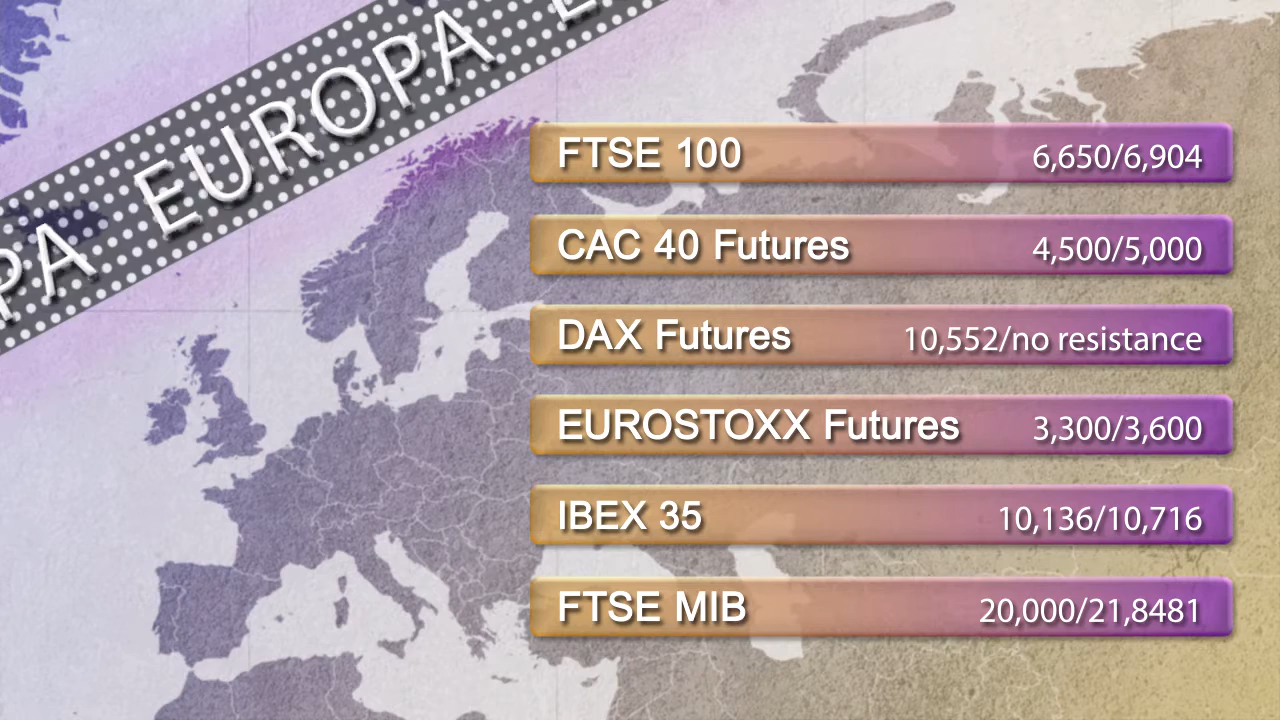 EUROPA
PA
FTSE 100 6,650/6,904
CAC 40 Futures 4,500/5,000
DAX Futures 10,552/no resistance
EUROSTOXX Futures 3,300/3,600
IBEX 35 10,136/10,716
FTSE MIB 20,000/21,8481